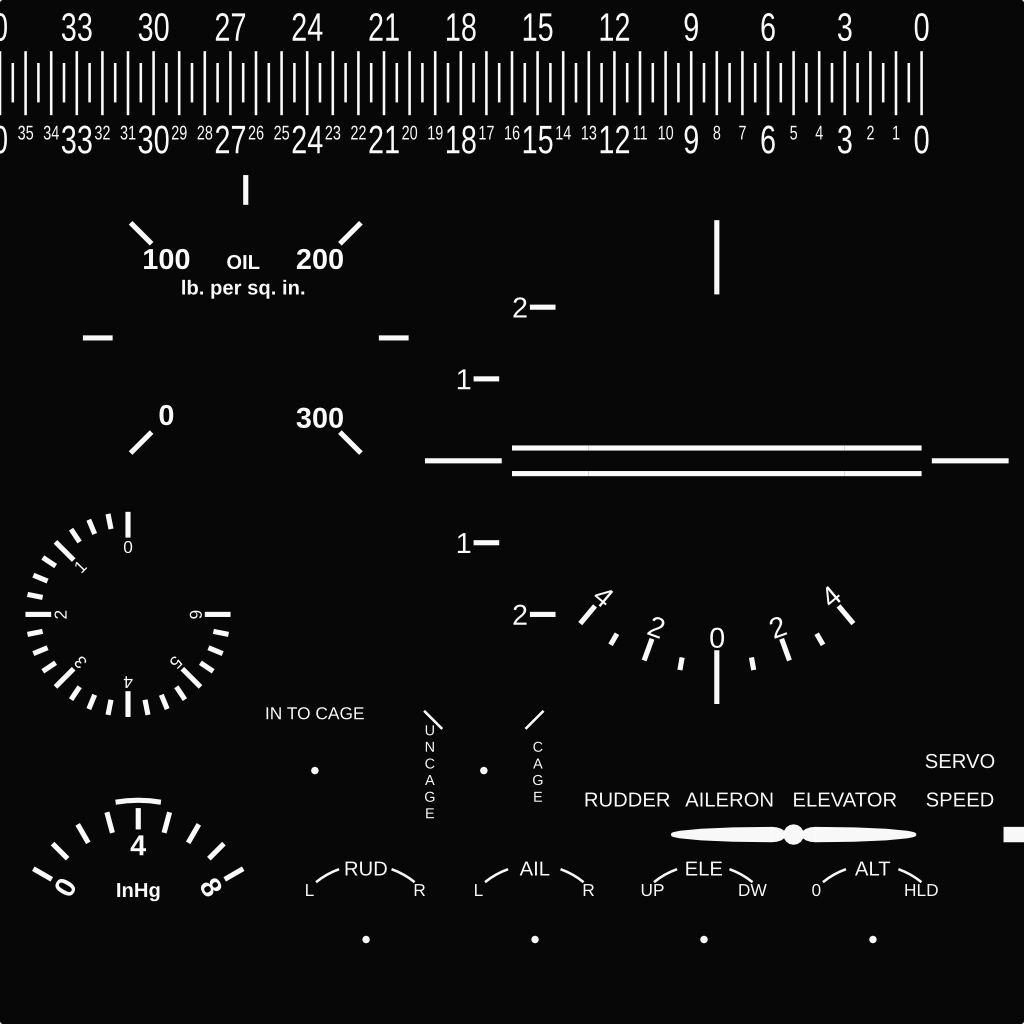 0 33 30 27 24 21 18 15 12 9 6 3 0
0 35 34 33 32 31 30 29 28 27 26 25 24 23 22 21 20 19 18 17 16 15 14 13 12 11 10 9 8 7 6 5 4 3 2 1 0
100 OIL 200
lb. per sq. in.
0 300
2
1
1
2
0
1
2
3
4
5
6
4 2 0 2 4
IN TO CAGE
UNCAGE
CAGE
SERVO
RUDDER AILERON ELEVATOR SPEED
0 4 8
InHg
RUD
L R
AIL
L R
ELE
UP DW
ALT
0 HLD